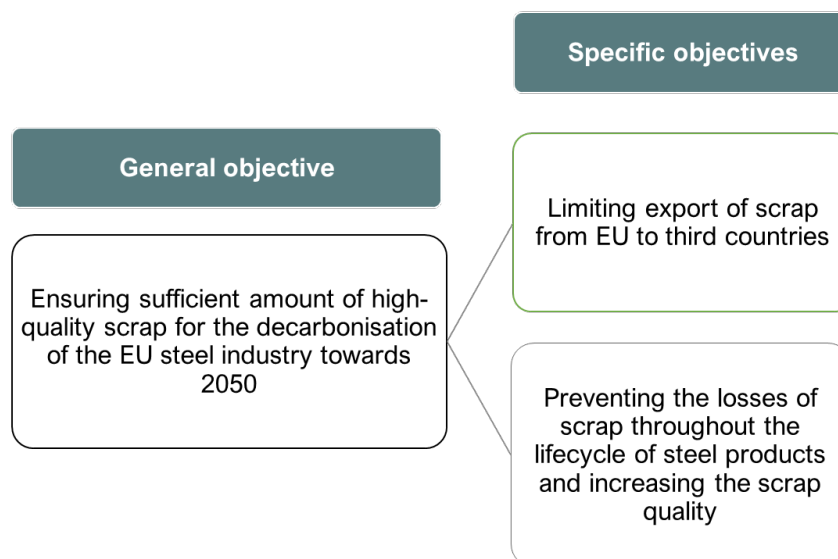 Specific objectives
General objective
Limiting export of scrap
from EU to third countries
Ensuring sufficient amount of high-
quality scrap for the decarbonisation
of the EU steel industry towards
2050
Preventing the losses of
scrap throughout the
lifecycle of steel products
and increasing the scrap
quality